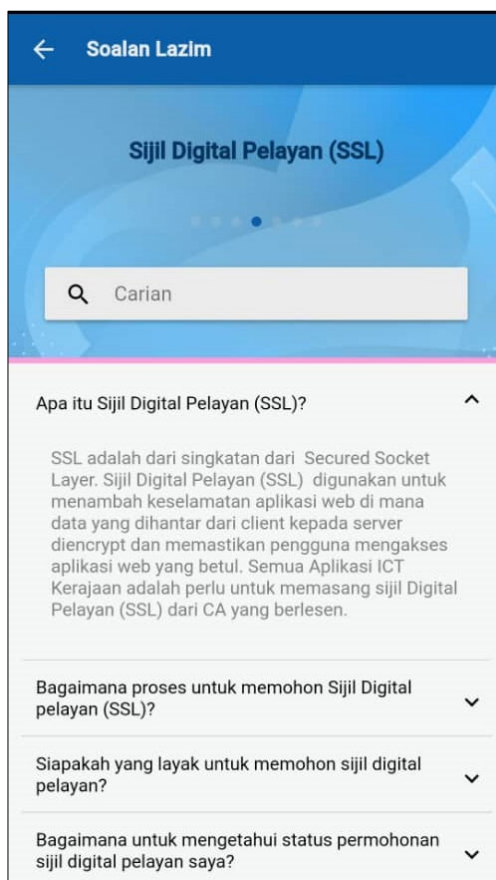 Soalan Lazim
Sijil Digital Pelayan (SSL)
Carian
Apa itu Sijil Digital Pelayan (SSL)?
SSL adalah dari singkatan dari Secured Socket
Layer. Sijil Digital Pelayan (SSL) digunakan untuk
menambah keselamatan aplikasi web di mana
data yang dihantar dari client kepada server
diencrypt dan memastikan pengguna mengakses
aplikasi web yang betul. Semua Aplikasi ICT
Kerajaan adalah perlu untuk memasang sijil Digital
Pelayan (SSL) dari CA yang berlesen.
Bagaimana proses untuk memohon Sijil Digital
pelayan (SSL)?
Siapakah yang layak untuk memohon sijil digital
pelayan?
Bagaimana untuk mengetahui status permohonan
sijil digital pelayan saya?